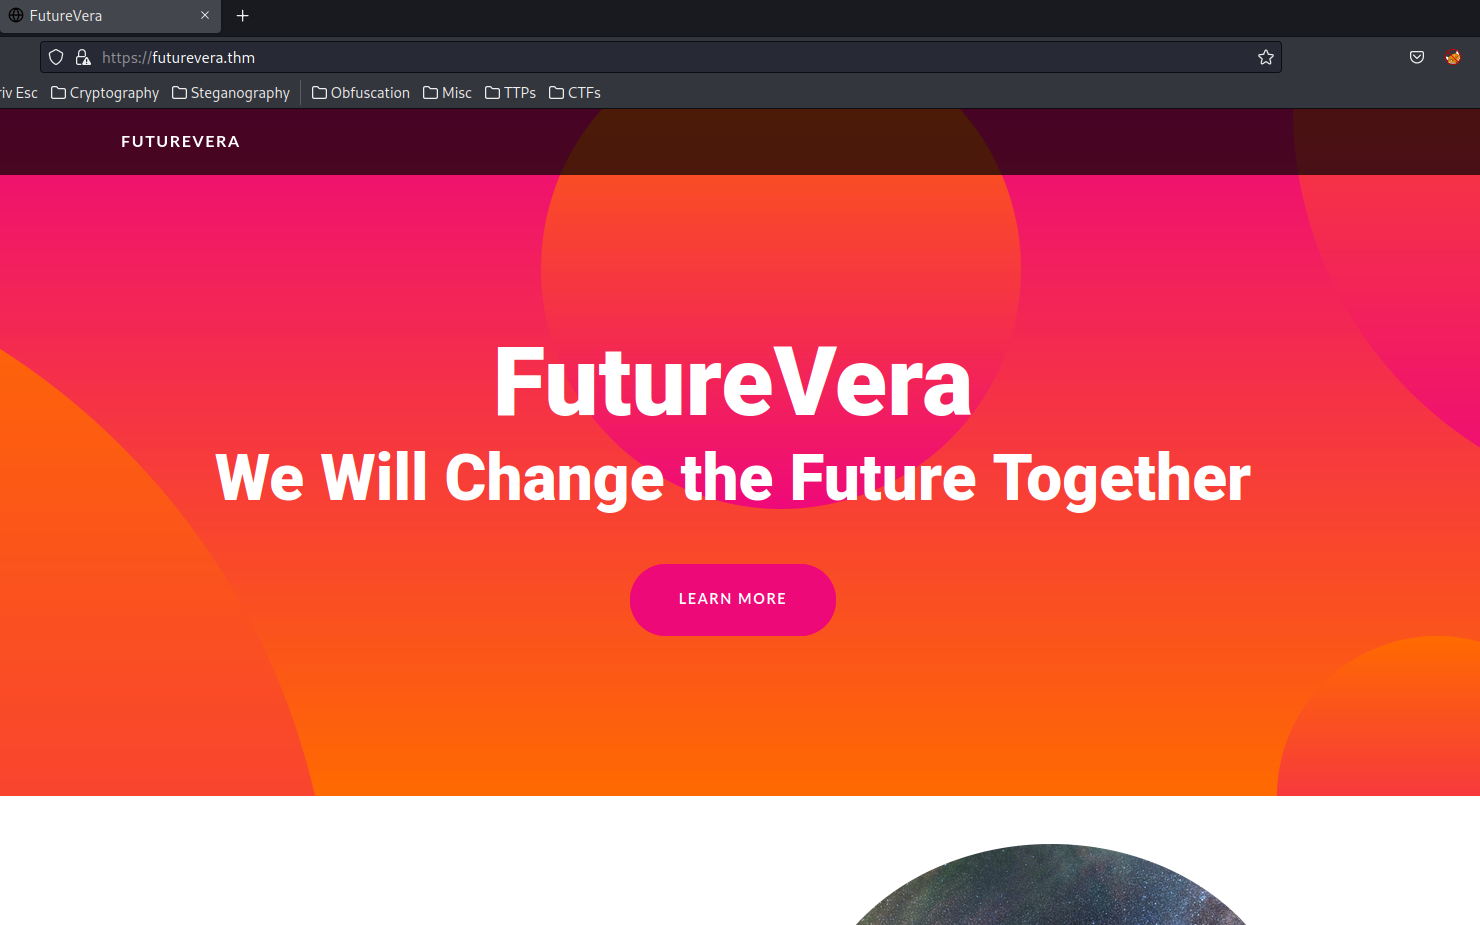 FutureVera
https://futurevera.thm
riv Esc Cryptography Steganography Obfuscation Misc TTPs CTFs
FUTUREVERA
FutureVera
We Will Change the Future Together
LEARN MORE